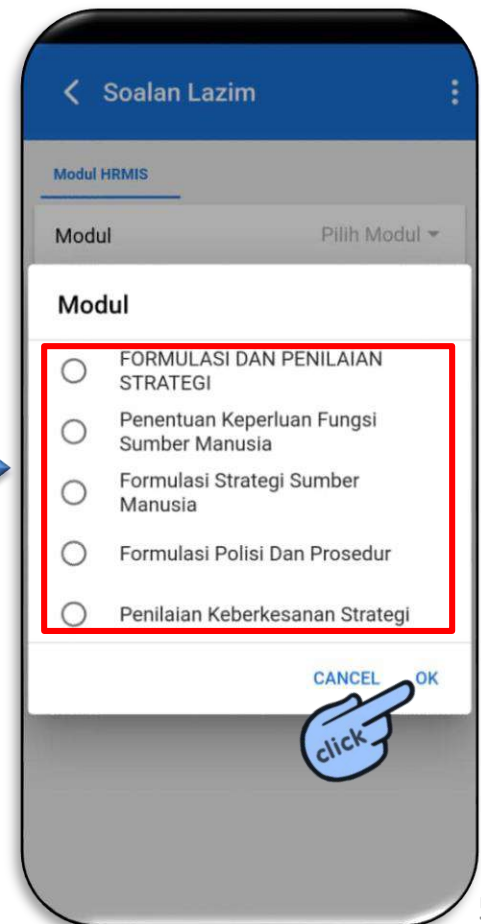 Soalan Lazim
Modul HRMIS
Modul Pilih Modul
Modul
FORMULASI DAN PENILAIAN
STRATEGI
Penentuan Keperluan Fungsi
Sumber Manusia
Formulasi Strategi Sumber
Manusia
Formulasi Polisi Dan Prosedur
Penilaian Keberkesanan Strategi
CANCEL OK
click